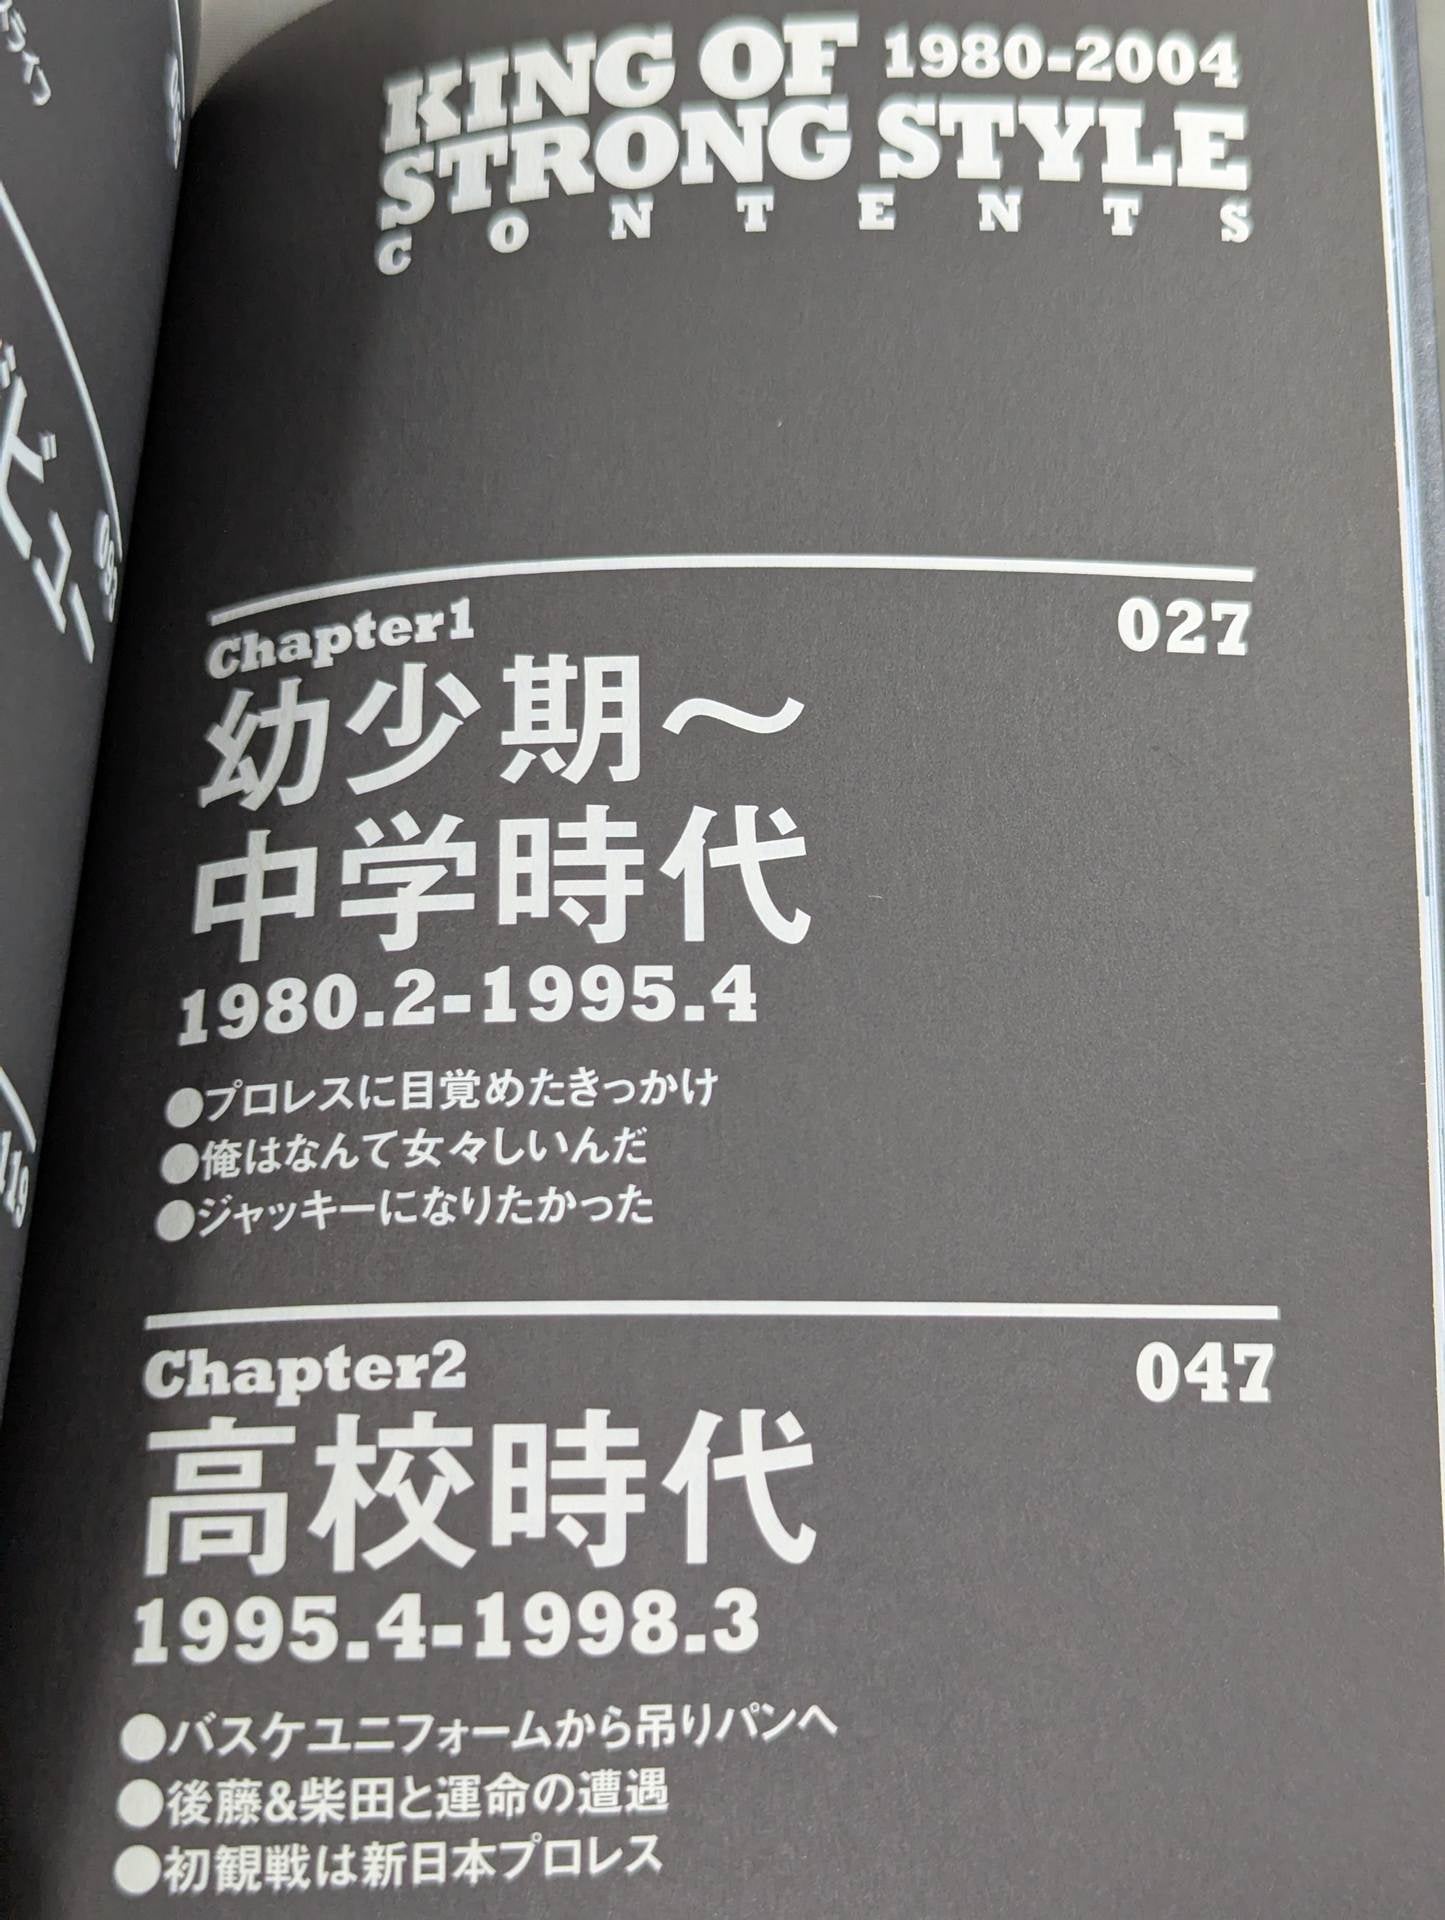 KING OF 1980-2004
STRONG STYLE
CONTENTS
Chapter1 027
幼少期〜
中学時代
1980.2-1995.4
●プロレスに目覚めたきっかけ
●俺はなんて女々しいんだ
●ジャッキーになりたかった
Chapter2 047
高校時代
1995.4-1998.3
●バスケユニフォームから吊りパンへ
●後藤&柴田と運命の遭遇
●初観戦は新日本プロレス